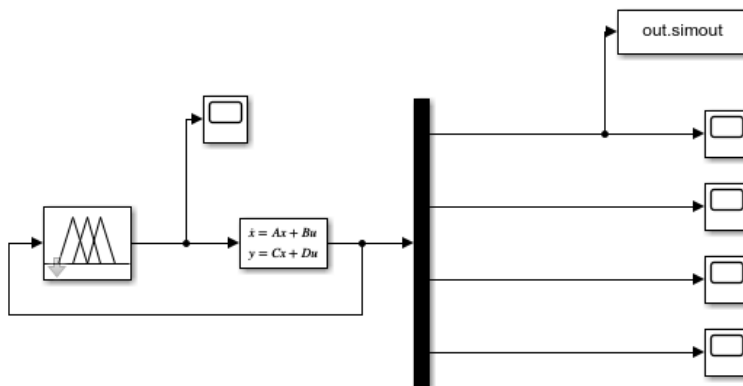 out.simout
ẋ = Ax + Bu
y = Cx + Du